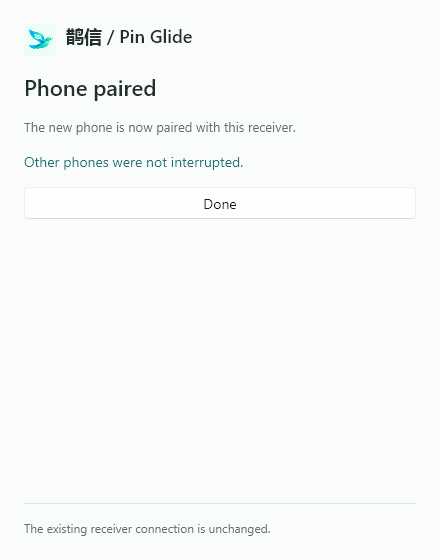 鹊信 / Pin Glide
Phone paired
The new phone is now paired with this receiver.
Other phones were not interrupted.
Done
The existing receiver connection is unchanged.